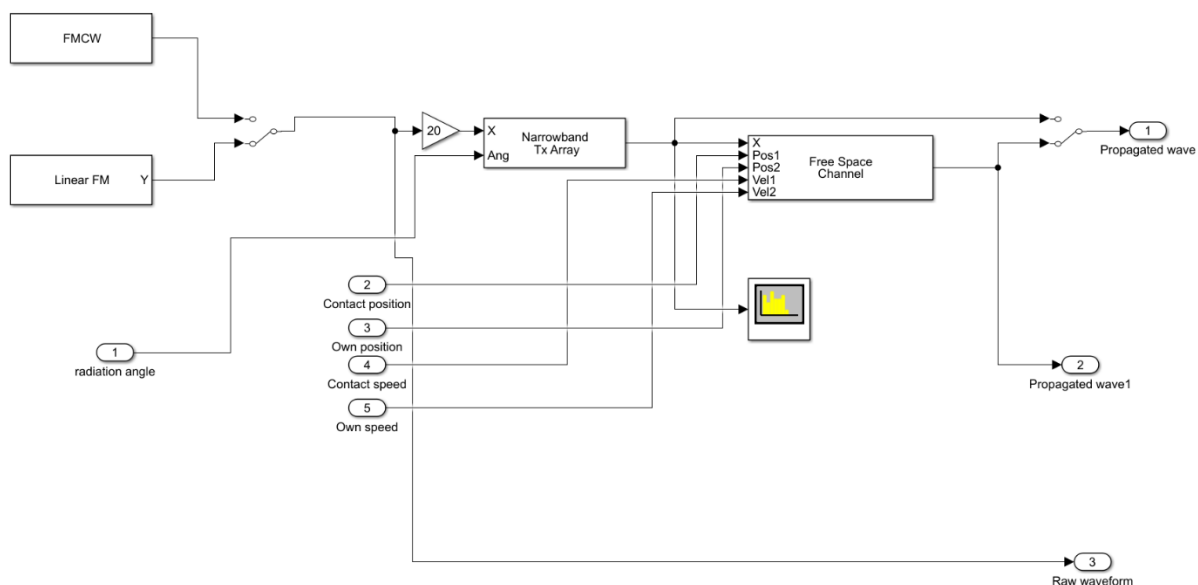 FMCW
Linear FM
Y
20
X
Ang
Narrowband
Tx Array
X
Pos1
Pos2
Vel1
Vel2
Free Space
Channel
1
Propagated wave
2
Contact position
3
Own position
4
Contact speed
5
Own speed
1
radiation angle
2
Propagated wave1
3
Raw waveform